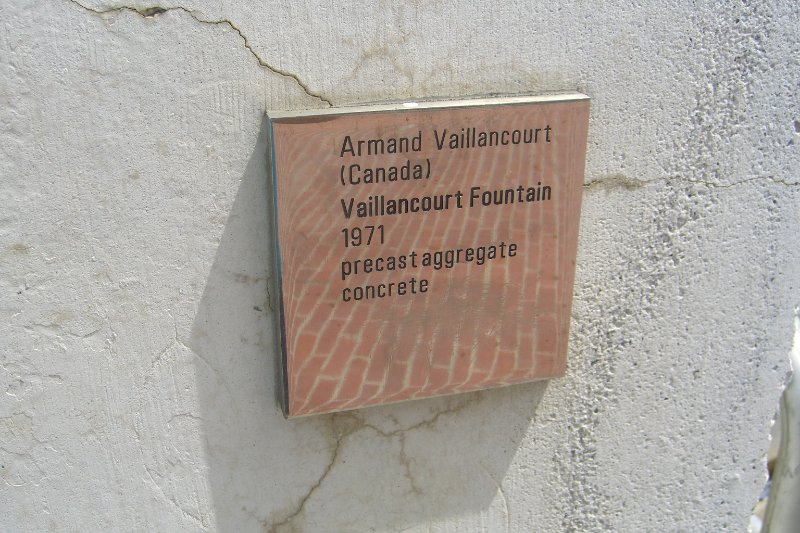 Armand Vaillancourt
(Canada)
Vaillancourt Fountain
1971
precast aggregate
concrete